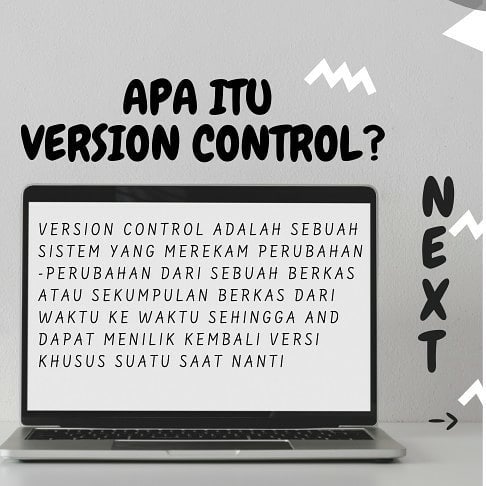 APA ITU
VERSION CONTROL?
VERSION CONTROL ADALAH SEBUAH
SISTEM YANG MEREKAM PERUBAHAN
-PERUBAHAN DARI SEBUAH BERKAS
ATAU SEKUMPULAN BERKAS DARI
WAKTU KE WAKTU SEHINGGA AND
DAPAT MENILIK KEMBALI VERSI
KHUSUS SUATU SAAT NANTI
NEXT